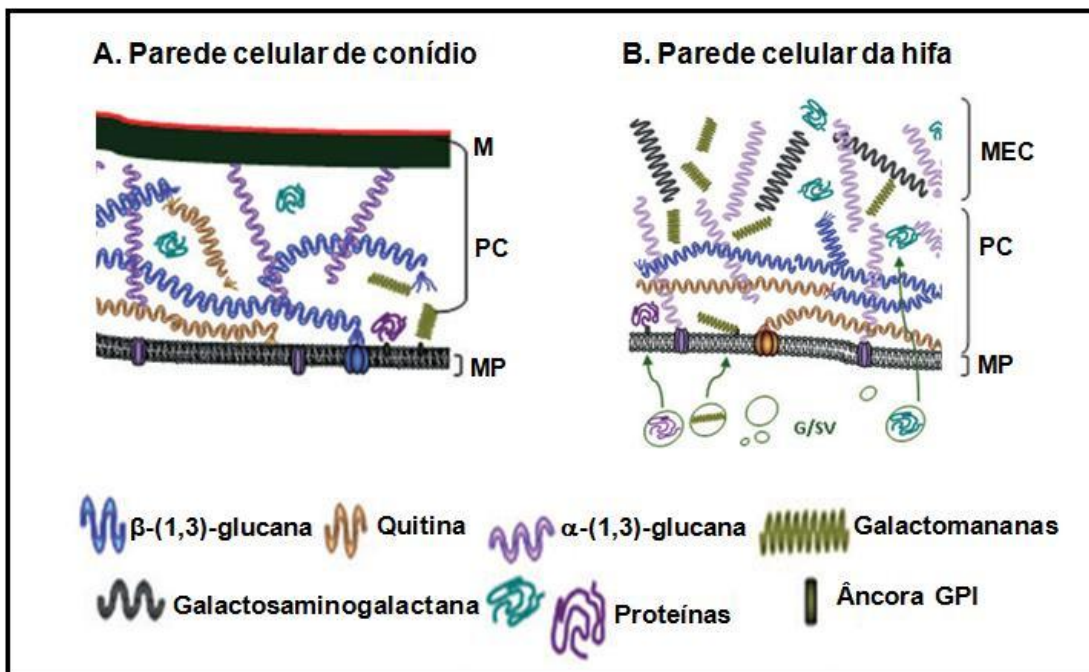 A. Parede celular de conídio
B. Parede celular da hifa
M
PC
MP
MEC
PC
MP
G/SV
β-(1,3)-glucana
Quitina
α-(1,3)-glucana
Galactomananas
Galactosaminogalactana
Proteínas
Âncora GPI